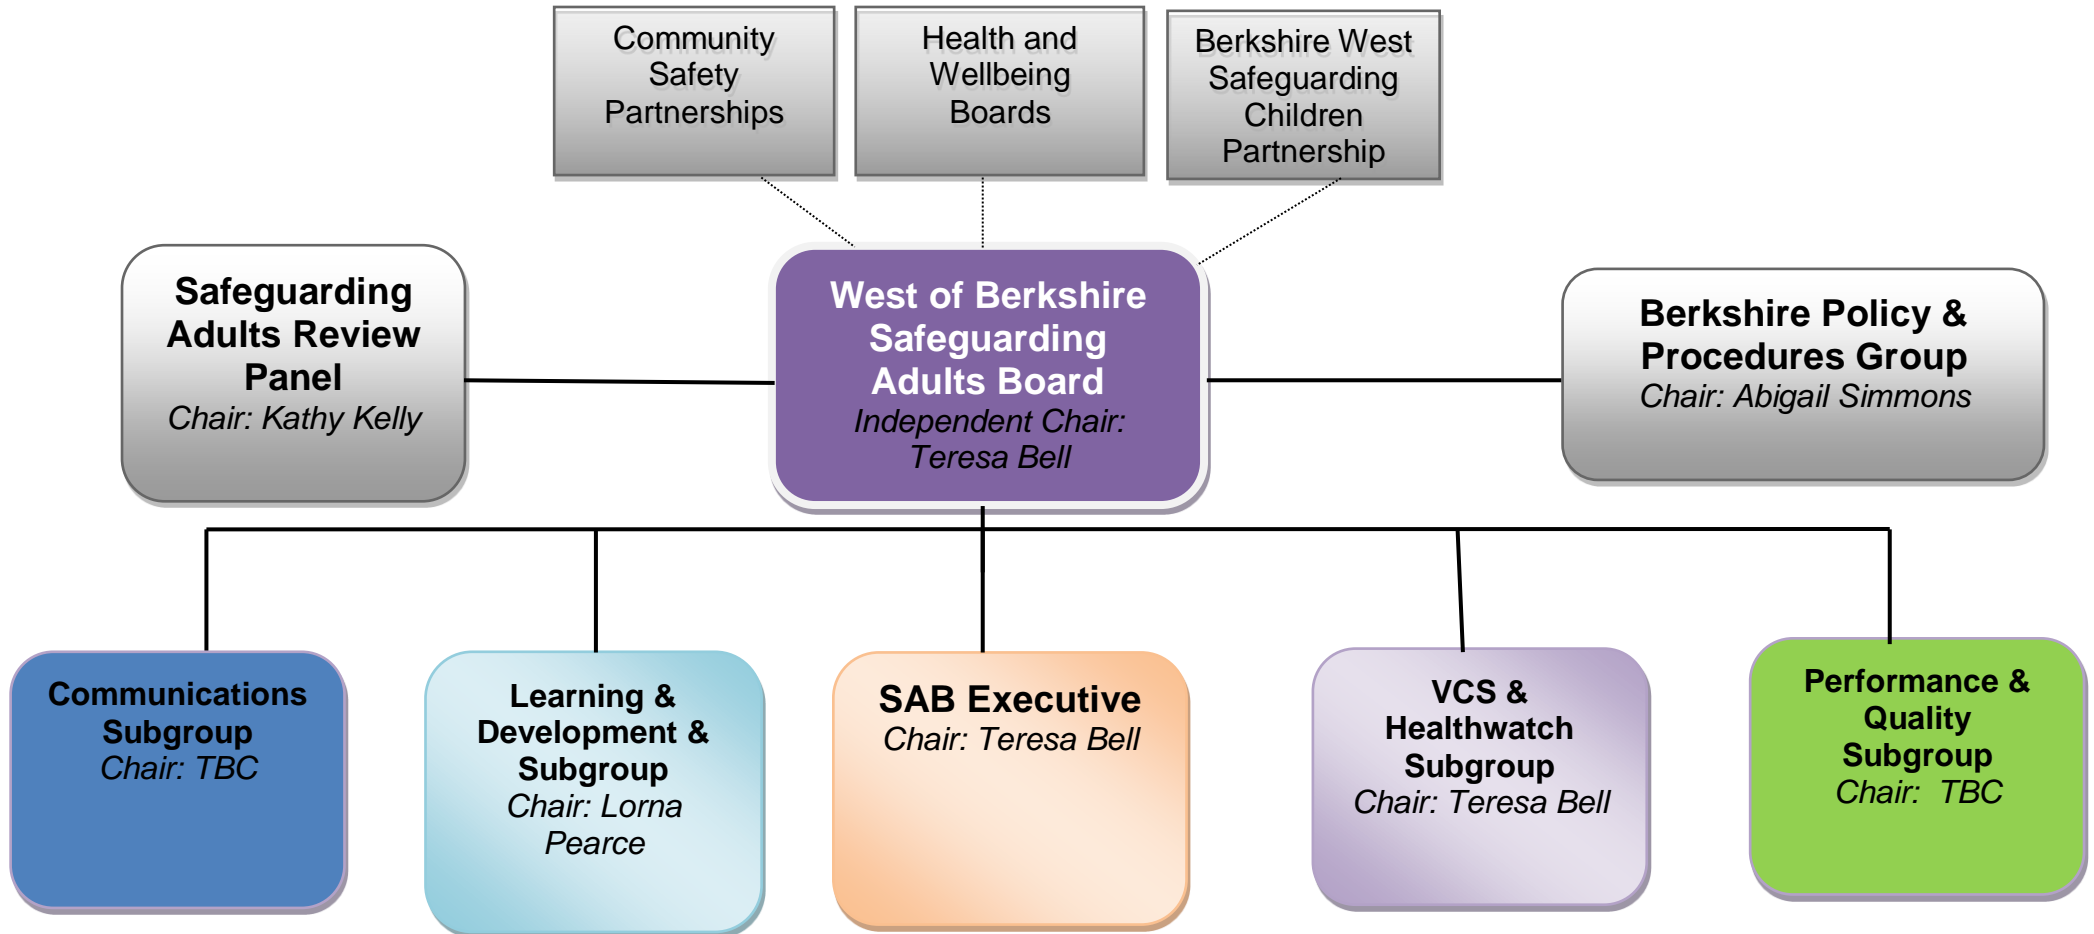 Community
Safety
Partnerships
Health and
Wellbeing
Boards
Berkshire West
Safeguarding
Children
Partnership
Safeguarding
Adults Review
Panel
Chair: Kathy Kelly
West of Berkshire
Safeguarding
Adults Board
Independent Chair:
Teresa Bell
Berkshire Policy &
Procedures Group
Chair: Abigail Simmons
Communications
Subgroup
Chair: TBC
Learning &
Development &
Subgroup
Chair: Lorna
Pearce
SAB Executive
Chair: Teresa Bell
VCS &
Healthwatch
Subgroup
Chair: Teresa Bell
Performance &
Quality
Subgroup
Chair:  TBC